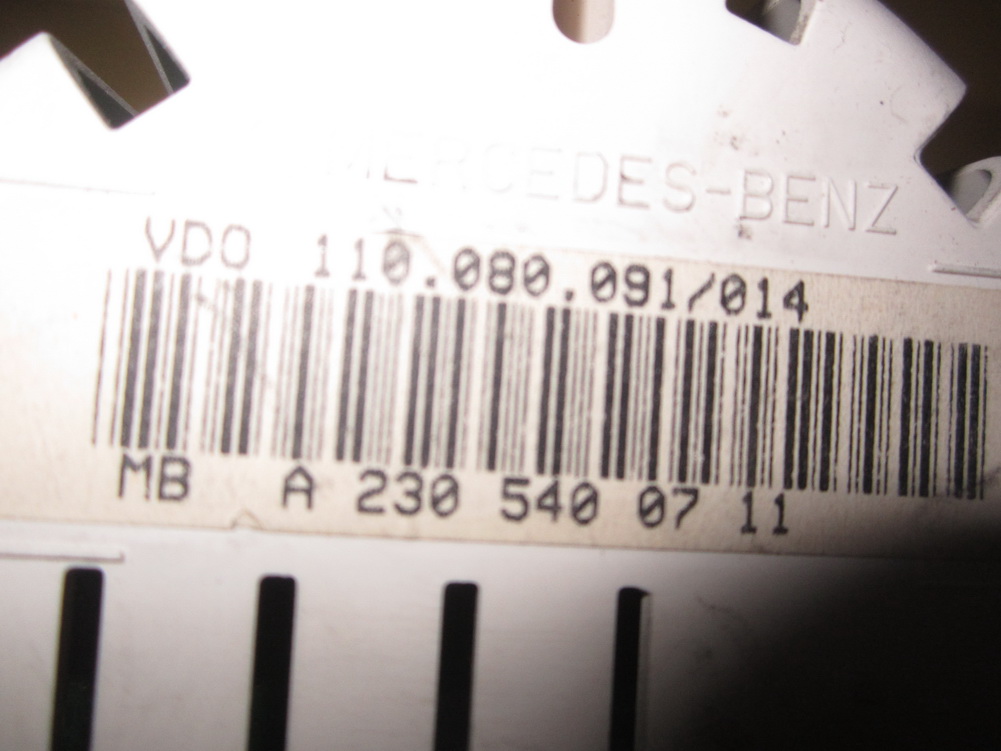 MERCEDES-BENZ
VDO 110.080.091/014
MB A 230 540 07 11